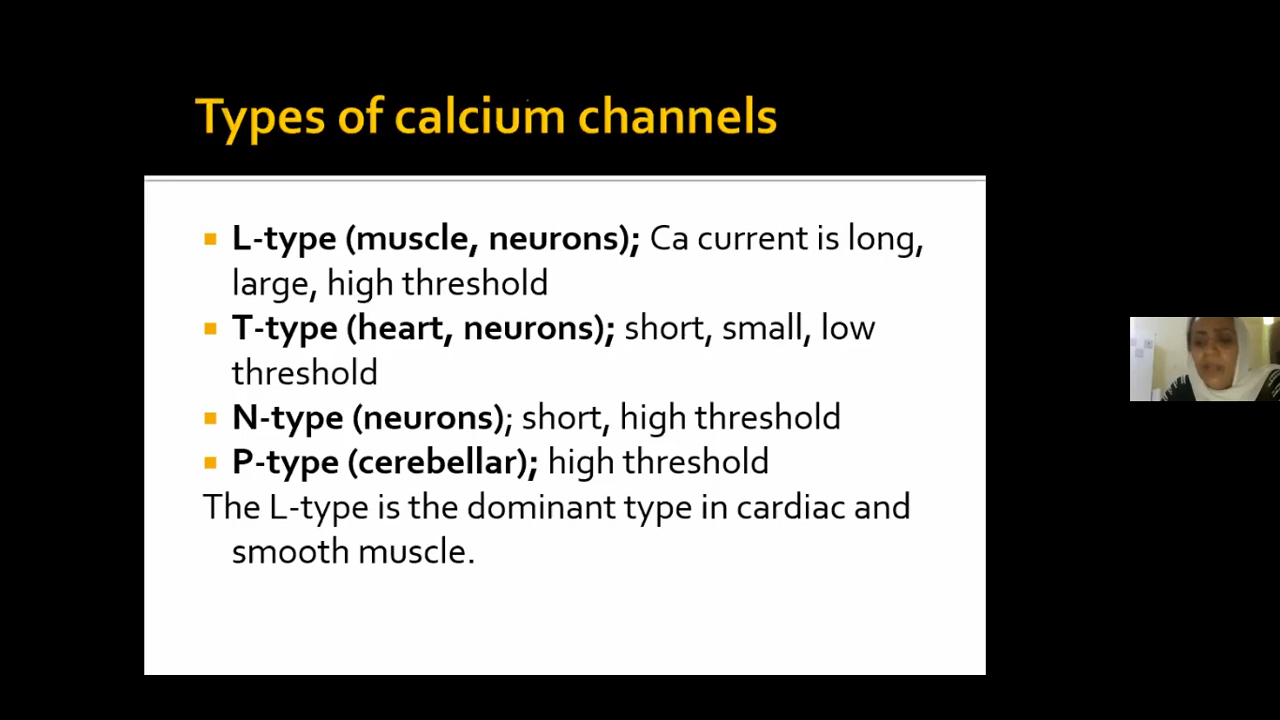 Types of calcium channels
▪ L-type (muscle, neurons); Ca current is long,
large, high threshold
▪ T-type (heart, neurons); short, small, low
threshold
▪ N-type (neurons); short, high threshold
▪ P-type (cerebellar); high threshold
The L-type is the dominant type in cardiac and
smooth muscle.